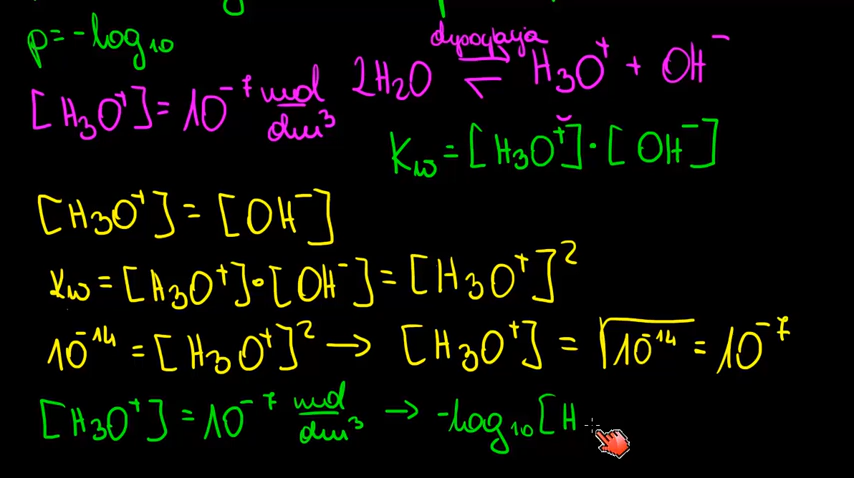 p=-log₁₀
dysocjacja
2H₂O ⇌ H₃O⁺ + OH⁻
[H₃O⁺]=10⁻⁷ mol/dm³
Kw=[H₃O⁺]·[OH⁻]
[H₃O⁺]=[OH⁻]
Kw=[H₃O⁺]·[OH⁻]=[H₃O⁺]²
10⁻¹⁴=[H₃O⁺]² → [H₃O⁺] = √10⁻¹⁴ = 10⁻⁷
[H₃O⁺]=10⁻⁷ mol/dm³ → -log₁₀[H